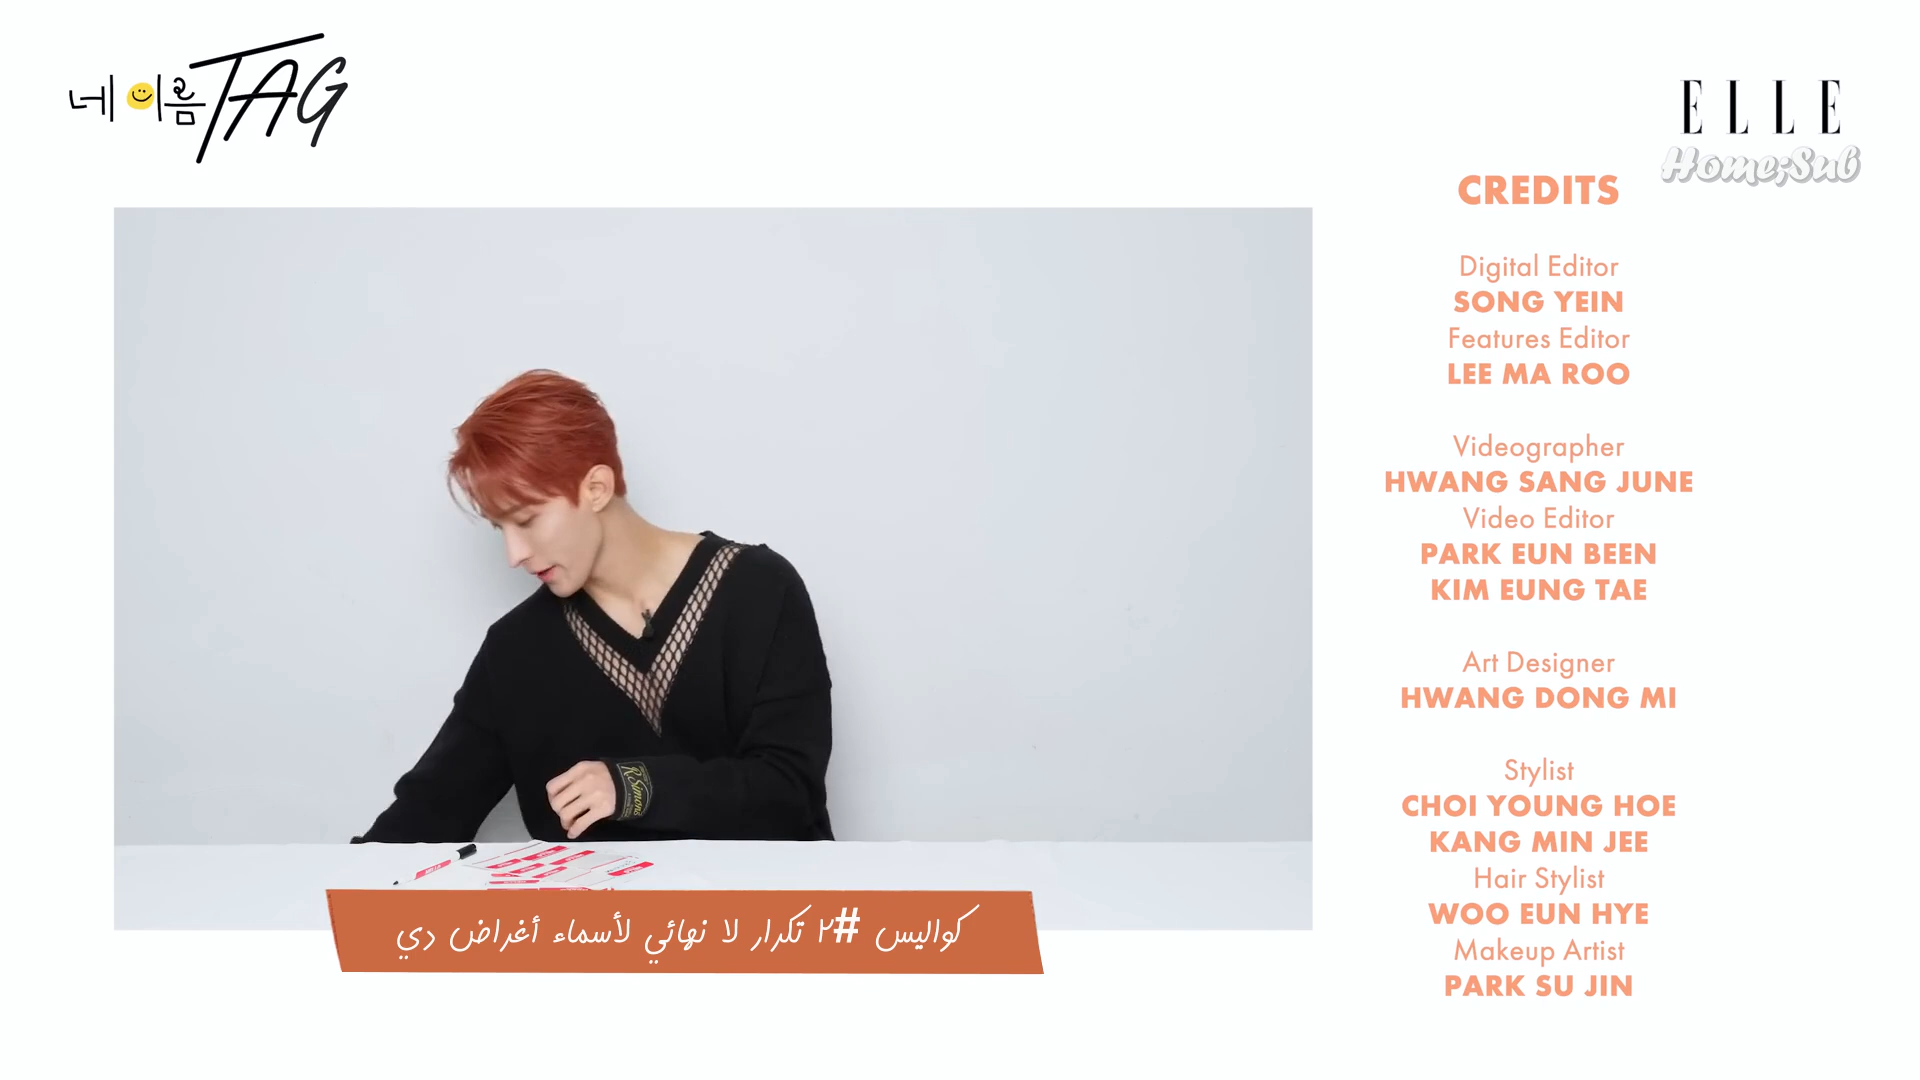 네이름TAG
ELLE
Home;Sub
CREDITS
Digital Editor
SONG YEIN
Features Editor
LEE MA ROO
Videographer
HWANG SANG JUNE
Video Editor
PARK EUN BEEN
KIM EUNG TAE
Art Designer
HWANG DONG MI
Stylist
CHOI YOUNG HOE
KANG MIN JEE
Hair Stylist
WOO EUN HYE
Makeup Artist
PARK SU JIN
R Simons
كواليس #٢ تكرار لا نهائي لأسماء أغراض دي